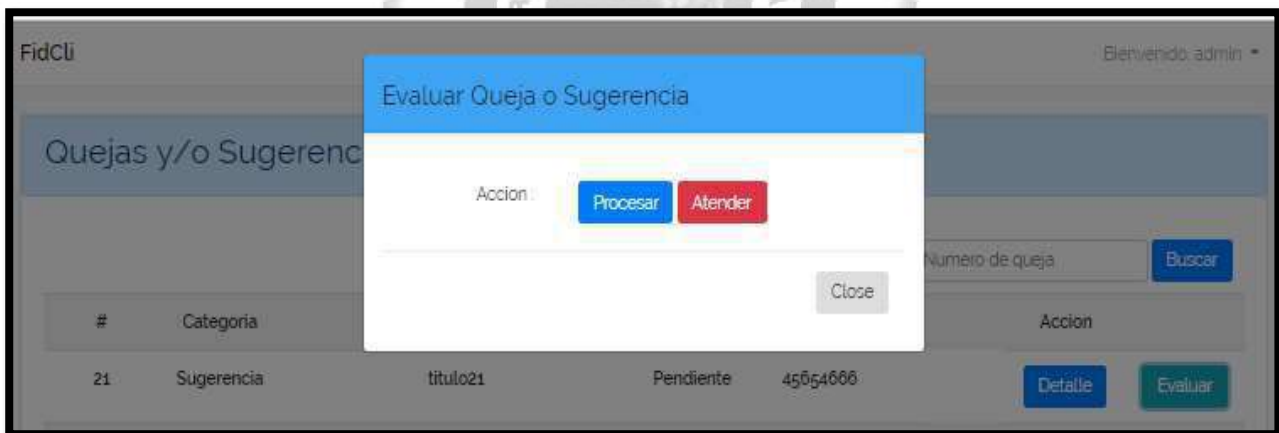 FidCli
Bienvenido: admin
Evaluar Queja o Sugerencia
Quejas y/o Sugerenc
Accion :
Procesar
Atender
Numero de queja
Buscar
Close
# Categoria Accion
21 Sugerencia titulo21 Pendiente 45654666 Detalle Evaluar